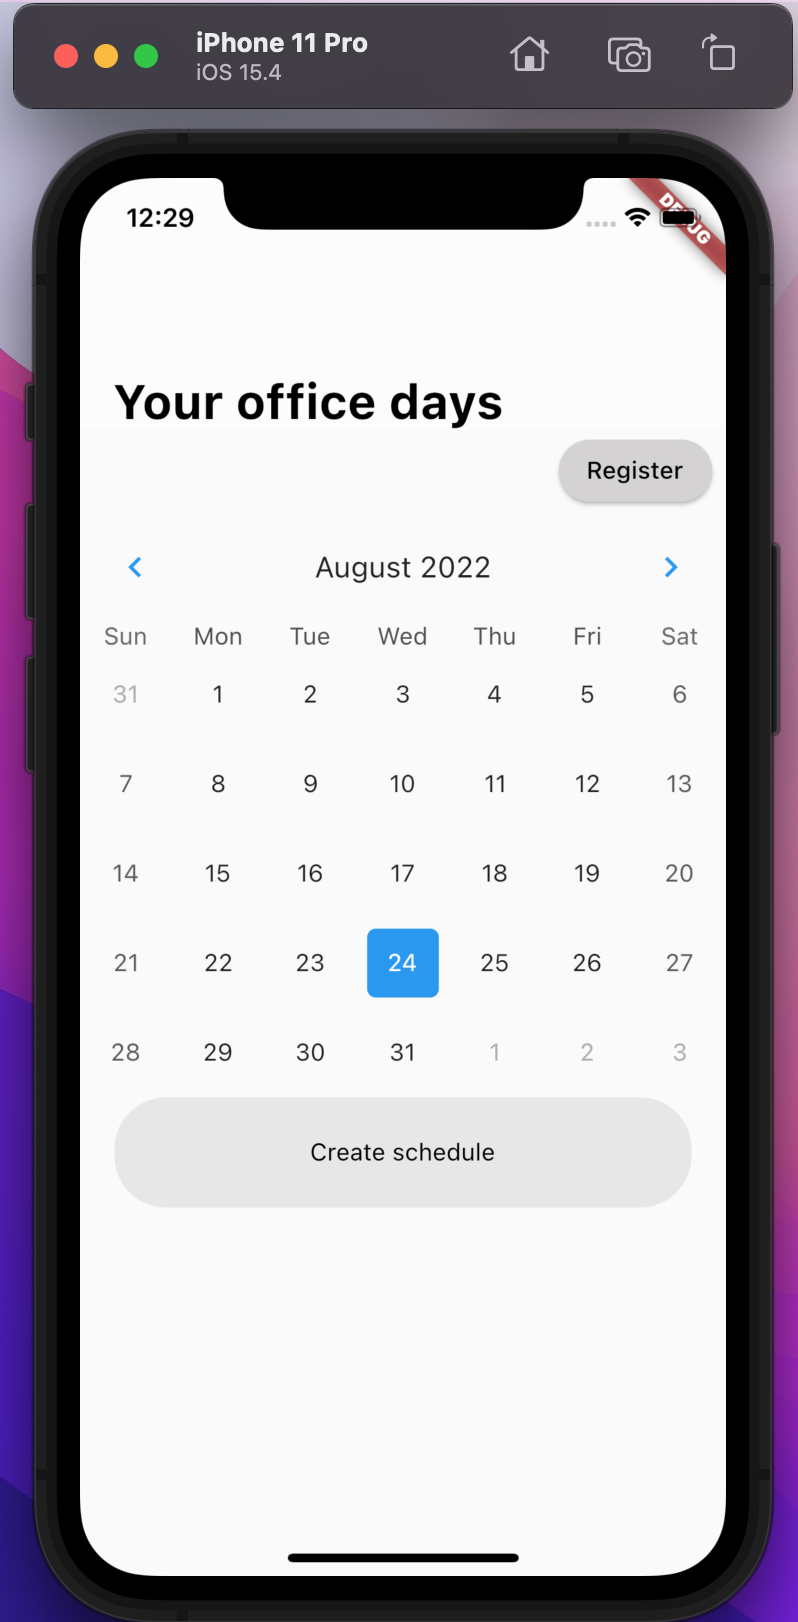 iPhone 11 Pro
iOS 15.4
12:29
DEBUG
Your office days
Register
August 2022
Sun Mon Tue Wed Thu Fri Sat
31 1 2 3 4 5 6
7 8 9 10 11 12 13
14 15 16 17 18 19 20
21 22 23 24 25 26 27
28 29 30 31 1 2 3
Create schedule